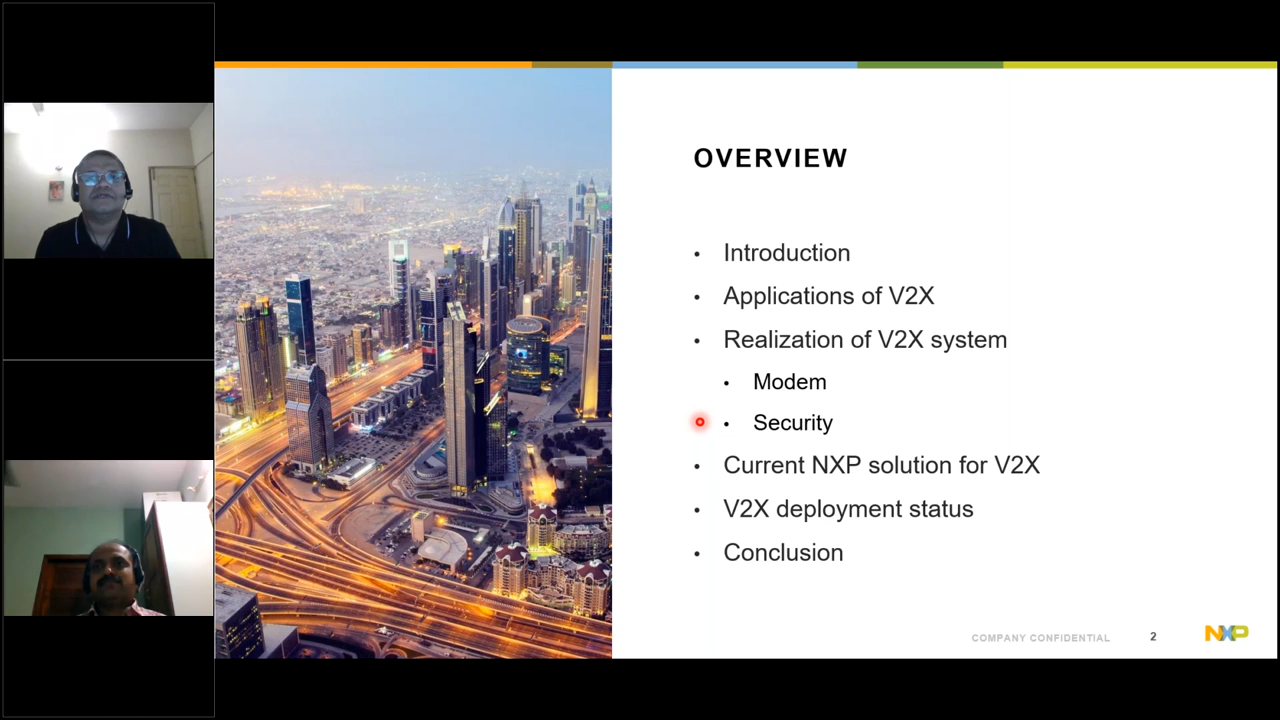 OVERVIEW
• Introduction
• Applications of V2X
• Realization of V2X system
• Modem
• Security
• Current NXP solution for V2X
• V2X deployment status
• Conclusion
COMPANY CONFIDENTIAL 2 NXP